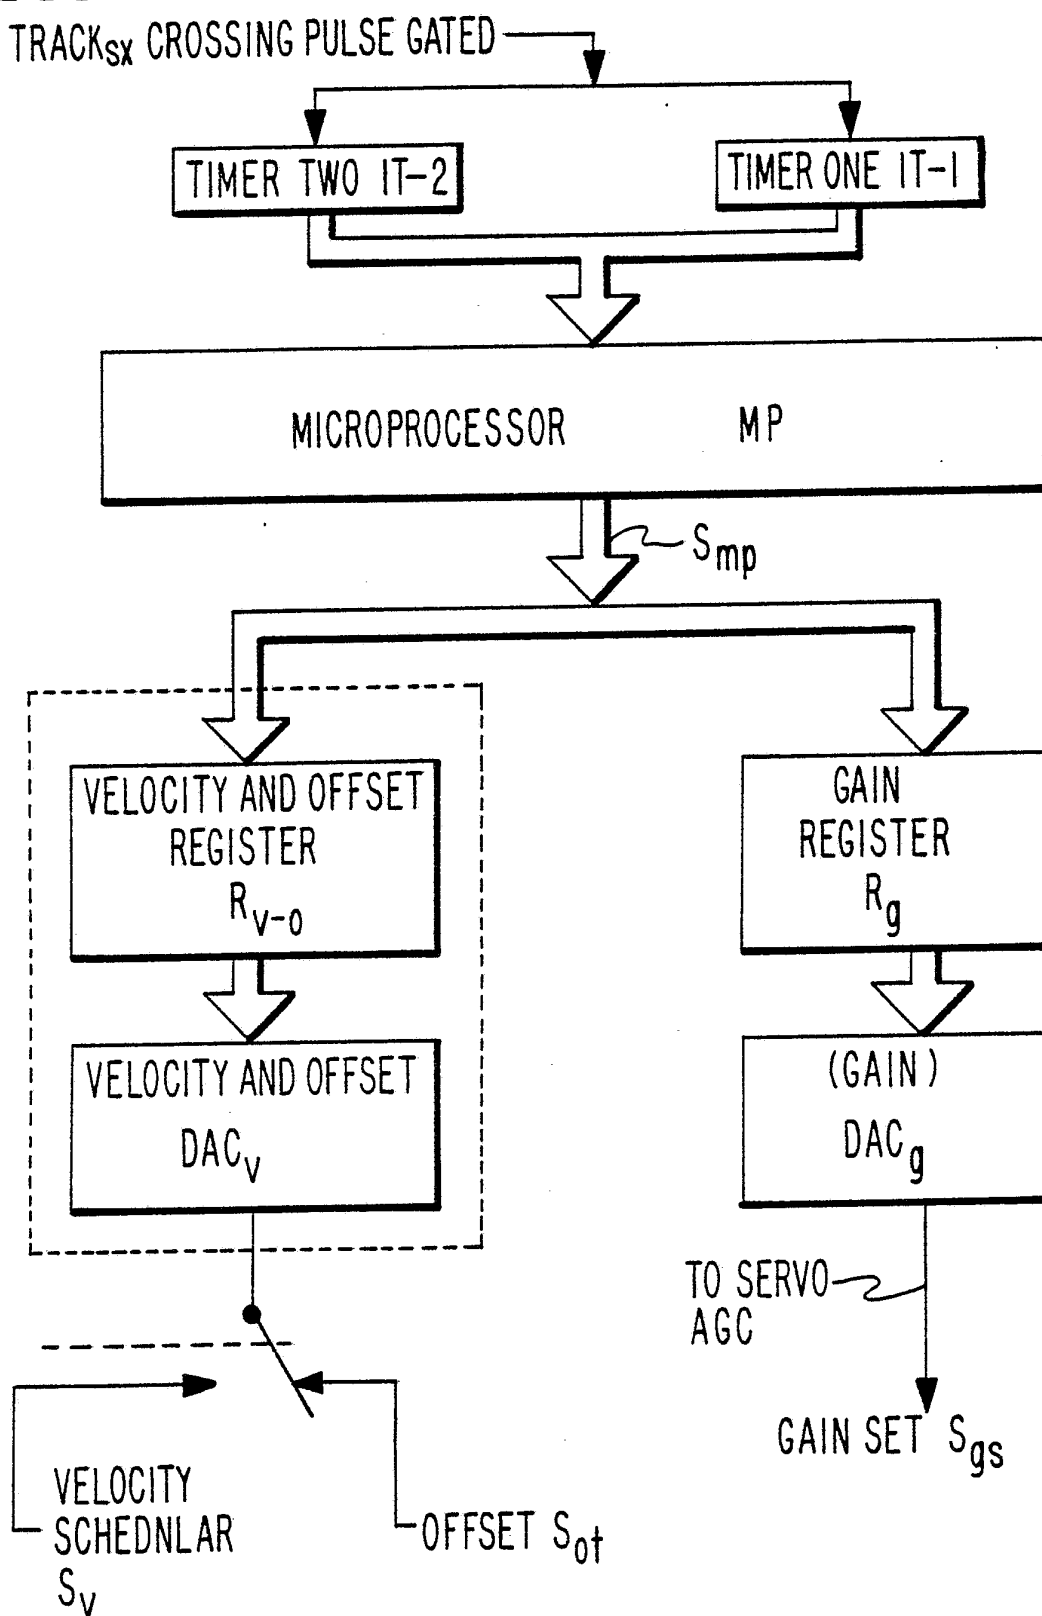 TRACKsx CROSSING PULSE GATED
TIMER TWO IT-2
TIMER ONE IT-1
MICROPROCESSOR MP
Smp
VELOCITY AND OFFSET
REGISTER
Rv-o
GAIN
REGISTER
Rg
VELOCITY AND OFFSET
DACv
(GAIN)
DACg
TO SERVO
AGC
GAIN SET Sgs
VELOCITY
SCHEDNLAR
Sv
OFFSET Sot